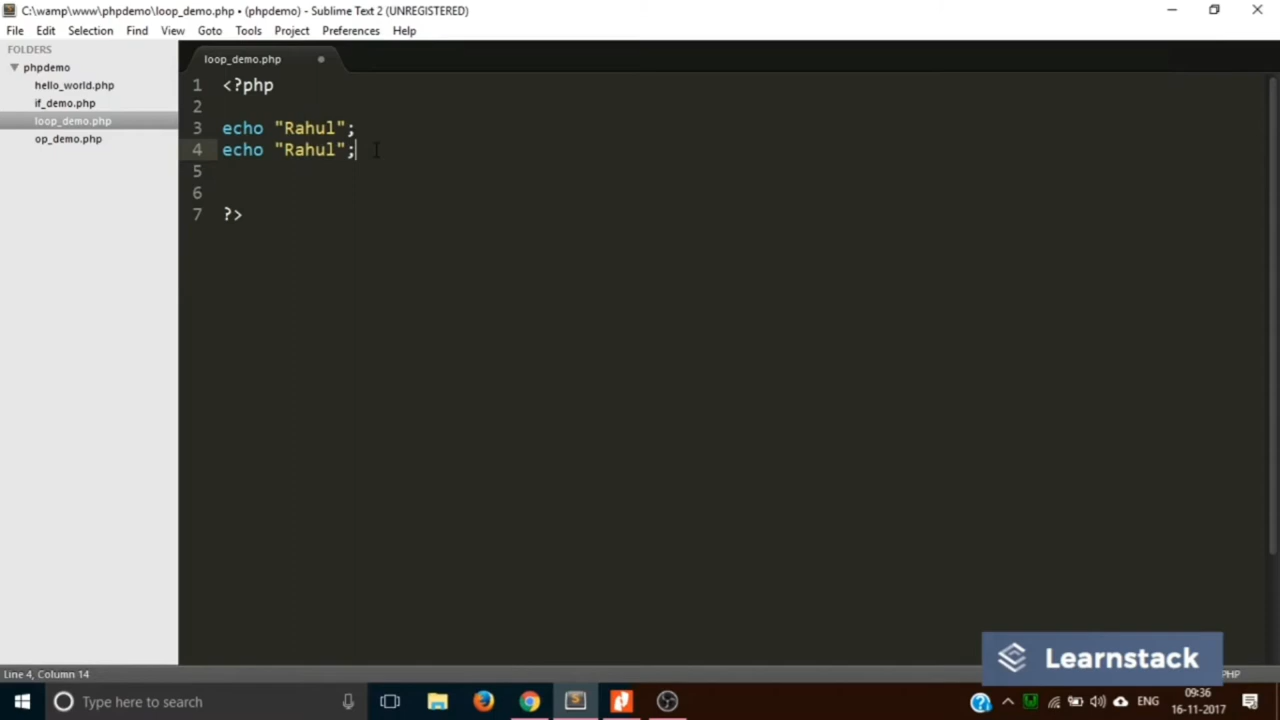 C:\wamp\www\phpdemo\loop_demo.php • (phpdemo) - Sublime Text 2 (UNREGISTERED)
File Edit Selection Find View Goto Tools Project Preferences Help
FOLDERS
phpdemo
hello_world.php
if_demo.php
loop_demo.php
op_demo.php
loop_demo.php
1 <?php
2
3 echo "Rahul";
4 echo "Rahul";
5
6
7 ?>
Learnstack
Line 4, Column 14
PHP
Type here to search
ENG
09:36
16-11-2017